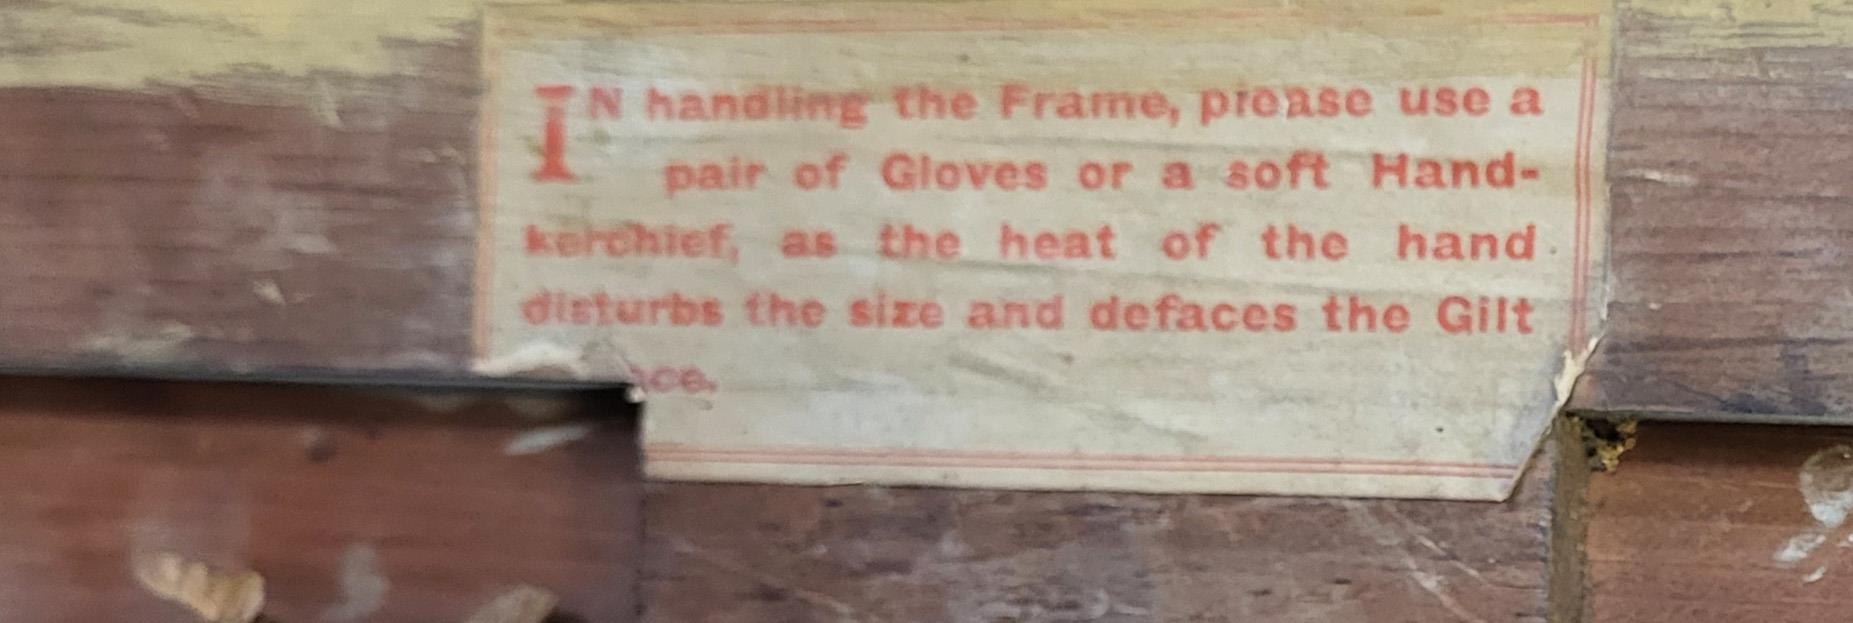 IN handling the Frame, please use a
pair of Gloves or a soft Hand-
kerchief, as the heat of the hand
disturbs the size and defaces the Gilt